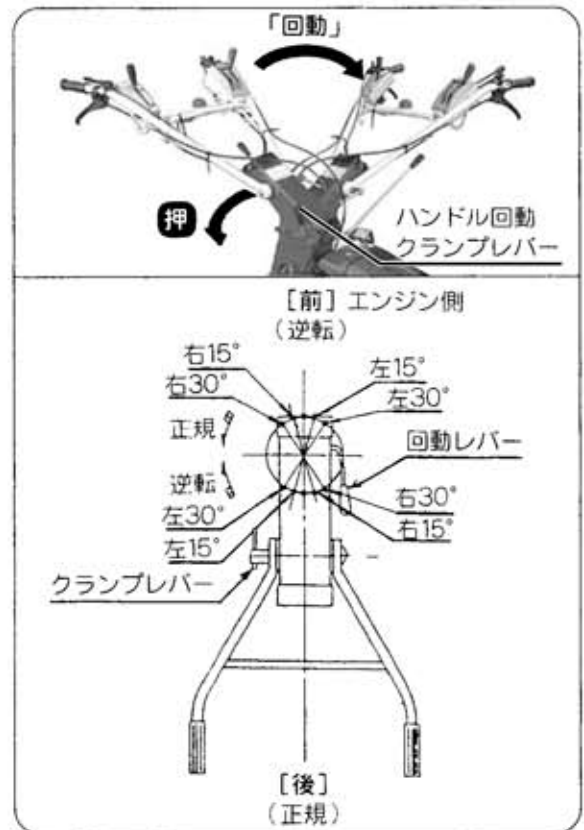 「回動」
押
ハンドル回動
クランプレバー
［前］エンジン側
（逆転）
右15°
左15°
右30°
左30°
正規
回動レバー
逆転
左30°
右30°
左15°
右15°
クランプレバー
［後］
（正規）